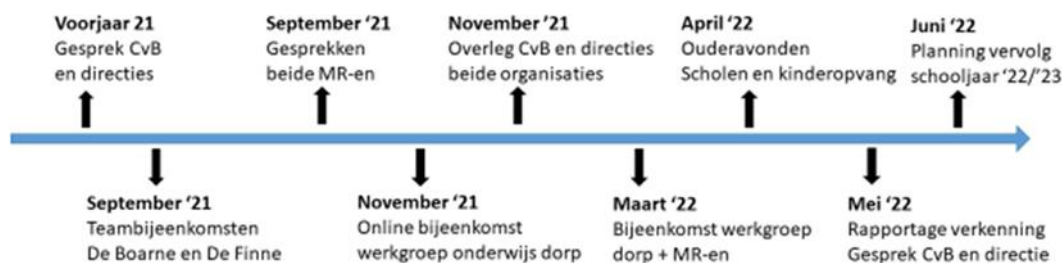 Voorjaar 21
Gesprek CvB
en directies
September ‘21
Gesprekken
beide MR-en
November ’21
Overleg CvB en directies
beide organisaties
April ‘22
Ouderavonden
Scholen en kinderopvang
Juni ‘22
Planning vervolg
schooljaar ‘22/’23
September ‘21
Teambijeenkomsten
De Boarne en De Finne
November ‘21
Online bijeenkomst
werkgroep onderwijs dorp
Maart ‘22
Bijeenkomst werkgroep
dorp + MR-en
Mei ‘22
Rapportage verkenning
Gesprek CvB en directie